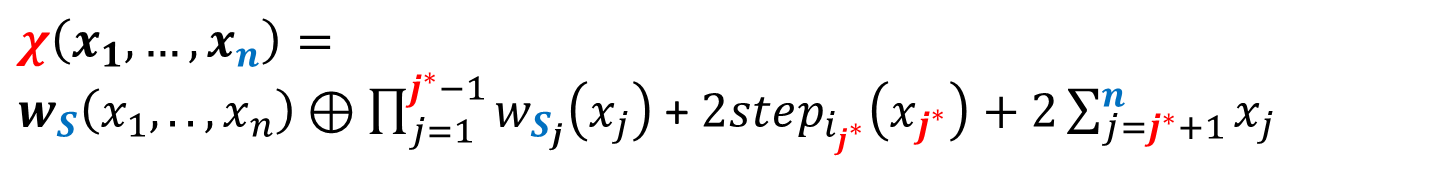 χ(x₁, … , xₙ) =
w_S(x₁, . . , xₙ) ⊕ ∏_{j=1}^{j*−1} w_{S_j}(x_j) + 2step_{i_{j*}}(x_{j*}) + 2 ∑_{j=j*+1}^{n} x_j